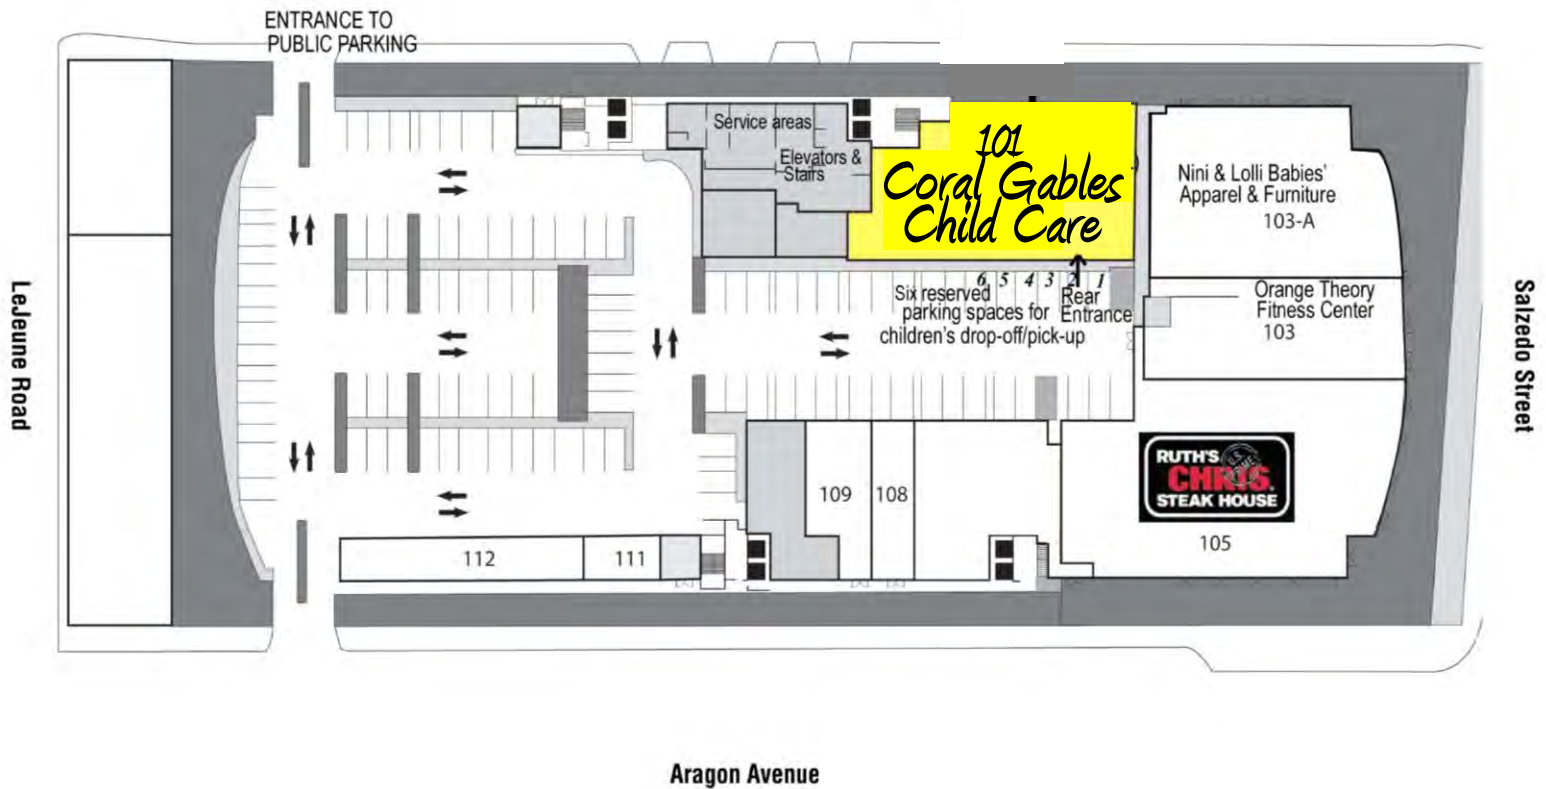 ENTRANCE TO
PUBLIC PARKING
Service areas
Elevators &
Stairs
101
Coral Gables
Child Care
Nini & Lolli Babies'
Apparel & Furniture
103-A
6 5 4 3 2 1
Six reserved
parking spaces for
children's drop-off/pick-up
Rear
Entrance
Orange Theory
Fitness Center
103
LeJeune Road
Salzedo Street
RUTH'S
U.S. PRIME
CHRIS.
STEAK HOUSE
105
109
108
112
111
Aragon Avenue